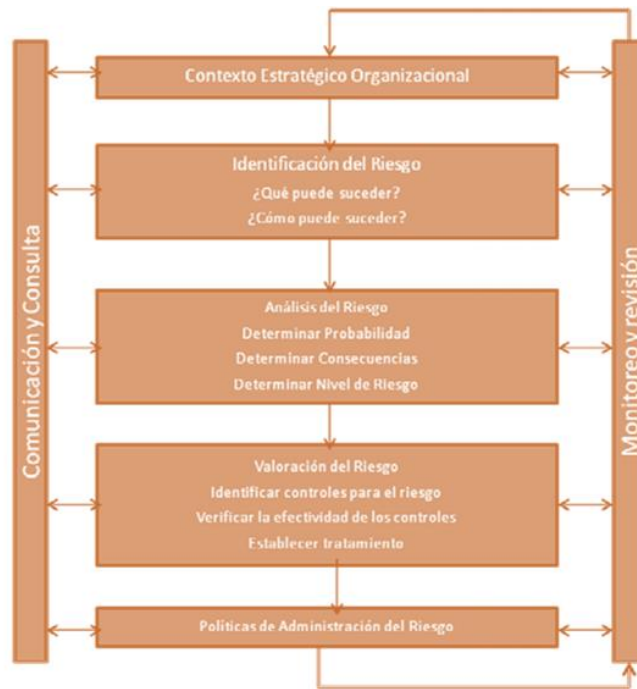 Contexto Estratégico Organizacional
Identificación del Riesgo
¿Qué puede suceder?
¿Cómo puede suceder?
Análisis del Riesgo
Determinar Probabilidad
Determinar Consecuencias
Determinar Nivel de Riesgo
Valoración del Riesgo
Identificar controles para el riesgo
Verificar la efectividad de los controles
Establecer tratamiento
Políticas de Administración del Riesgo
Comunicación y Consulta
Monitoreo y revisión